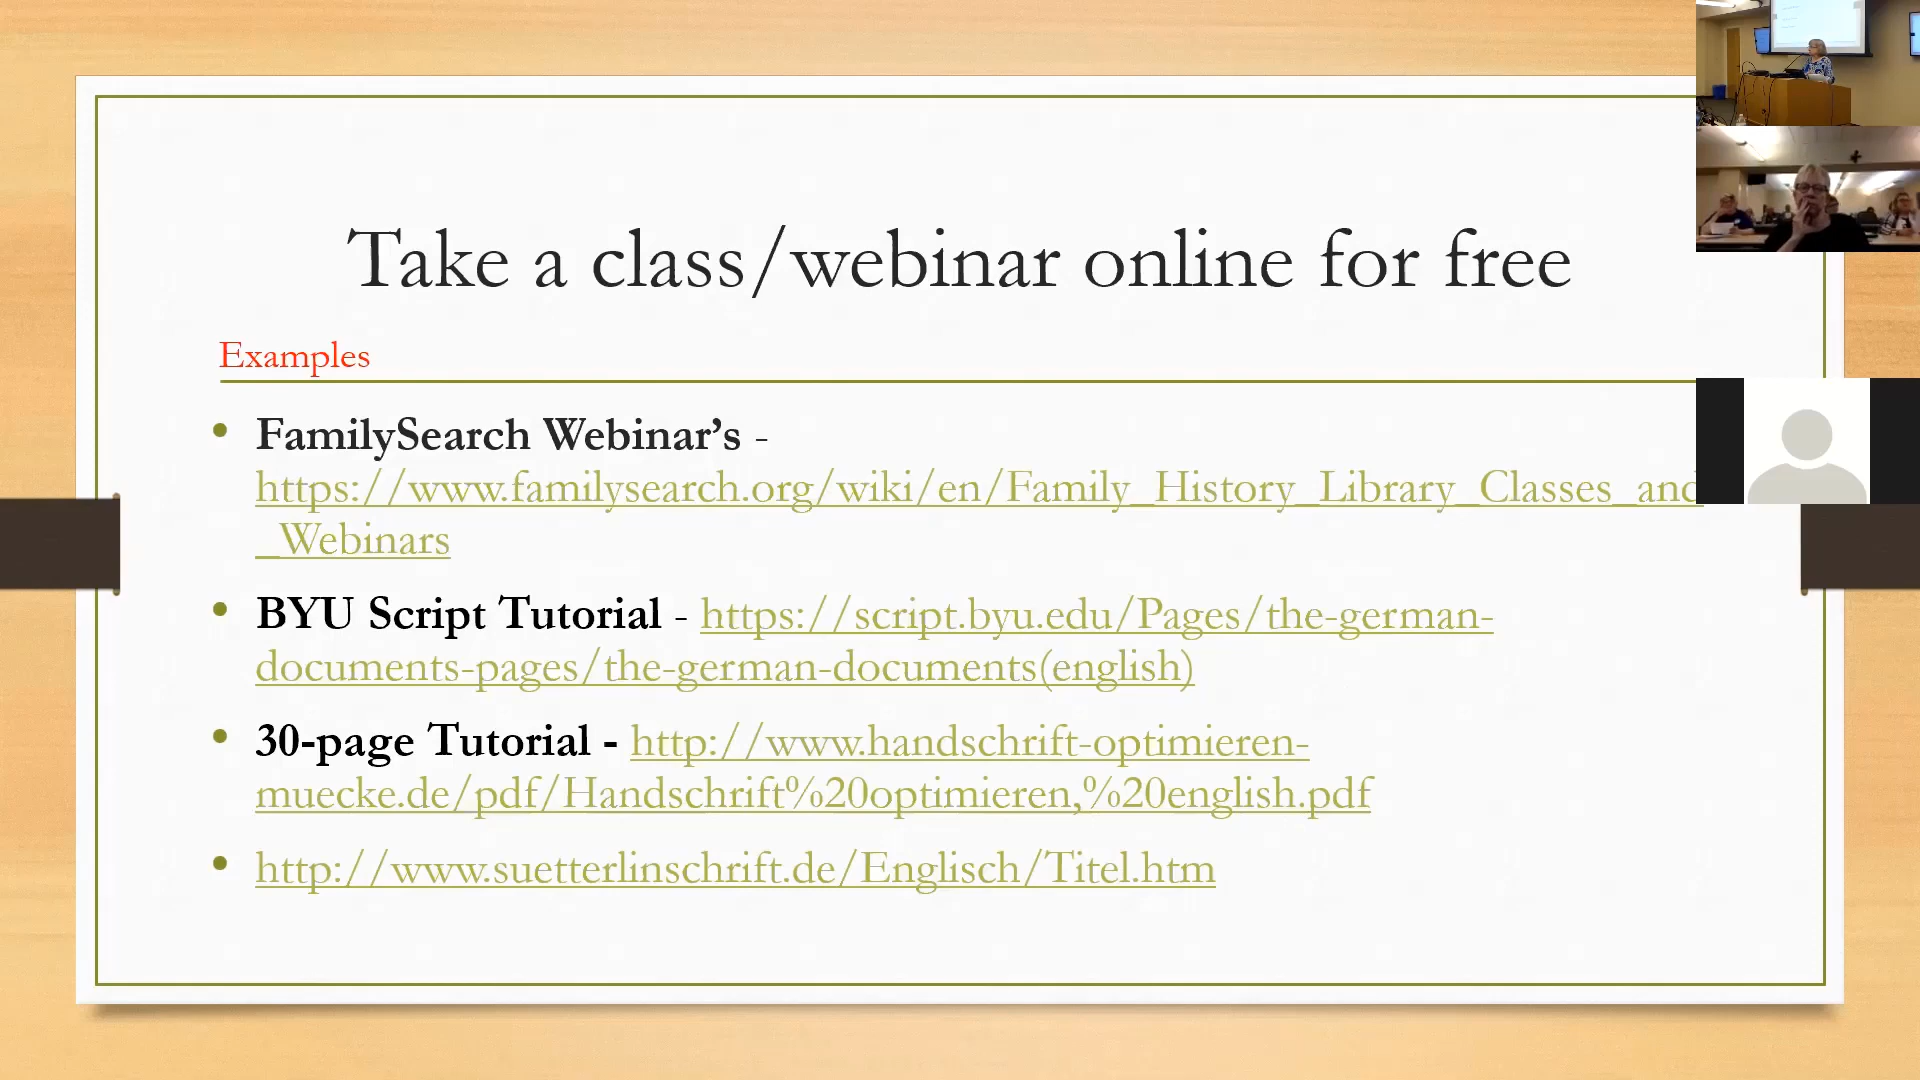 Take a class/webinar online for free
Examples
• FamilySearch Webinar’s -
https://www.familysearch.org/wiki/en/Family_History_Library_Classes_and
_Webinars
• BYU Script Tutorial - https://script.byu.edu/Pages/the-german-
documents-pages/the-german-documents(english)
• 30-page Tutorial - http://www.handschrift-optimieren-
muecke.de/pdf/Handschrift%20optimieren,%20english.pdf
• http://www.suetterlinschrift.de/Englisch/Titel.htm